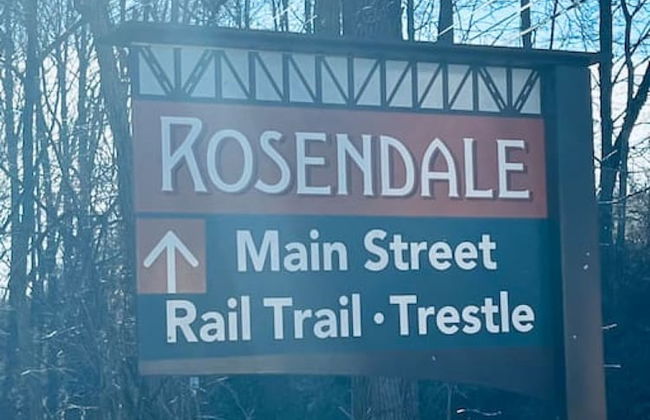 ROSENDALE
↑ Main Street
Rail Trail · Trestle